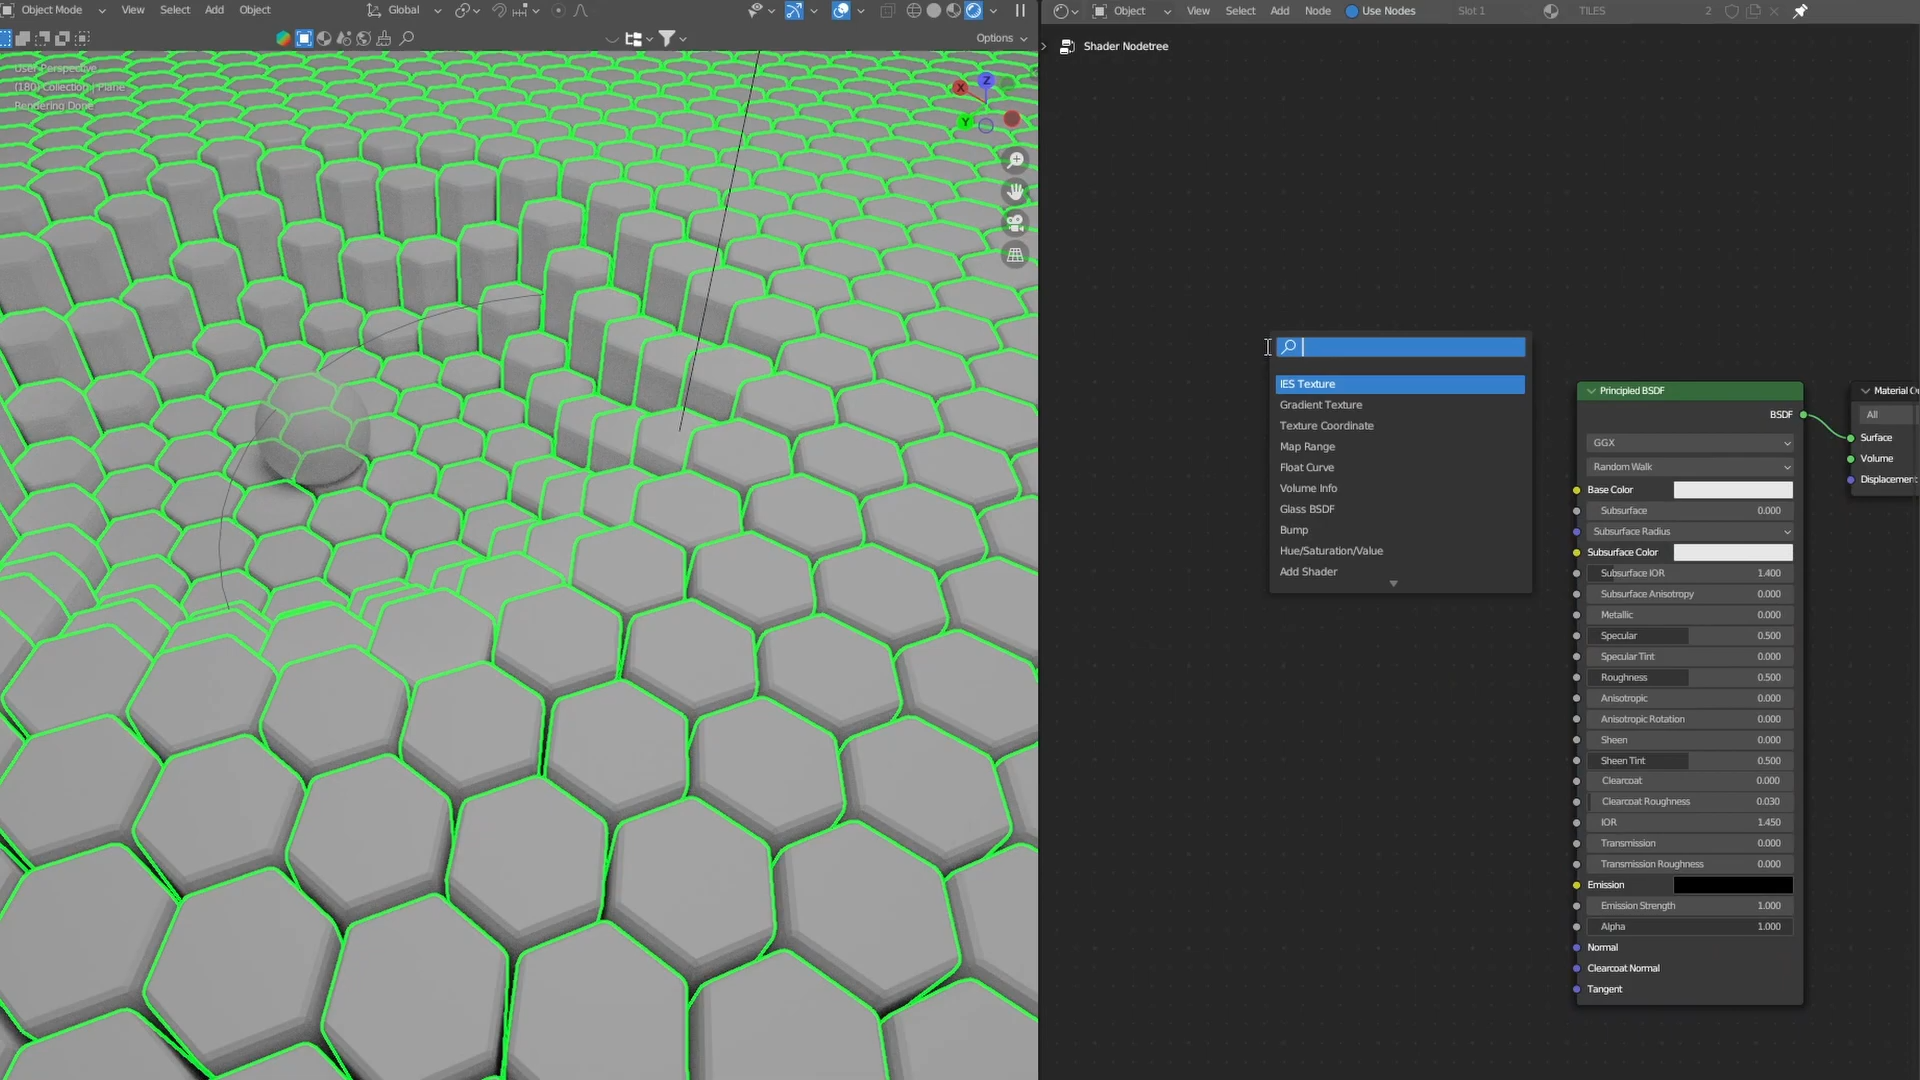 Object Mode View Select Add Object Global
Object View Select Add Node Use Nodes Slot 1 TILES 2
Options
Shader Nodetree
User Perspective
(180) Collection | Plane
Rendering Done
X
Y
Z
IES Texture
Gradient Texture
Texture Coordinate
Map Range
Float Curve
Volume Info
Glass BSDF
Bump
Hue/Saturation/Value
Add Shader
Principled BSDF
BSDF
GGX
Random Walk
Base Color
Subsurface 0.000
Subsurface Radius
Subsurface Color
Subsurface IOR 1.400
Subsurface Anisotropy 0.000
Metallic 0.000
Specular 0.500
Specular Tint 0.000
Roughness 0.500
Anisotropic 0.000
Anisotropic Rotation 0.000
Sheen 0.000
Sheen Tint 0.500
Clearcoat 0.000
Clearcoat Roughness 0.030
IOR 1.450
Transmission 0.000
Transmission Roughness 0.000
Emission
Emission Strength 1.000
Alpha 1.000
Normal
Clearcoat Normal
Tangent
Material O
All
Surface
Volume
Displacement